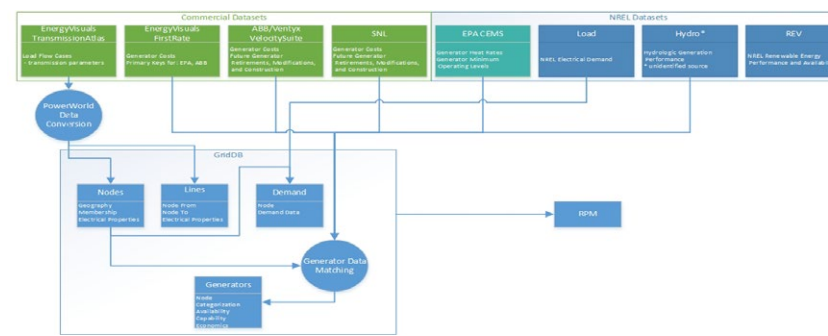 Commercial Datasets
NREL Datasets
EnergyVisuals
TransmissionAtlas
Load Flow Cases
- transmission parameters
EnergyVisuals
FirstRate
Generator Costs
Primary Keys for: EPA, ABB
ABB/Ventyx
VelocitySuite
Generator Costs
Future Generator
Retirements, Modifications,
and Construction
SNL
Generator Costs
Future Generator
Retirements, Modifications,
and Construction
EPA CEMS
Generator Heat Rates
Generator Minimum
Operating Levels
Load
NREL Electrical Demand
Hydro*
Hydrologic Generation
Performance
* unidentified source
REV
NREL Renewable Energy
Performance and Availabi
PowerWorld
Data
Conversion
GridDB
Nodes
Geography
Membership
Electrical Properties
Lines
Node From
Node To
Electrical Properties
Demand
Node
Demand Data
RPM
Generator Data
Matching
Generators
Node
Categorization
Availability
Capability
Economics